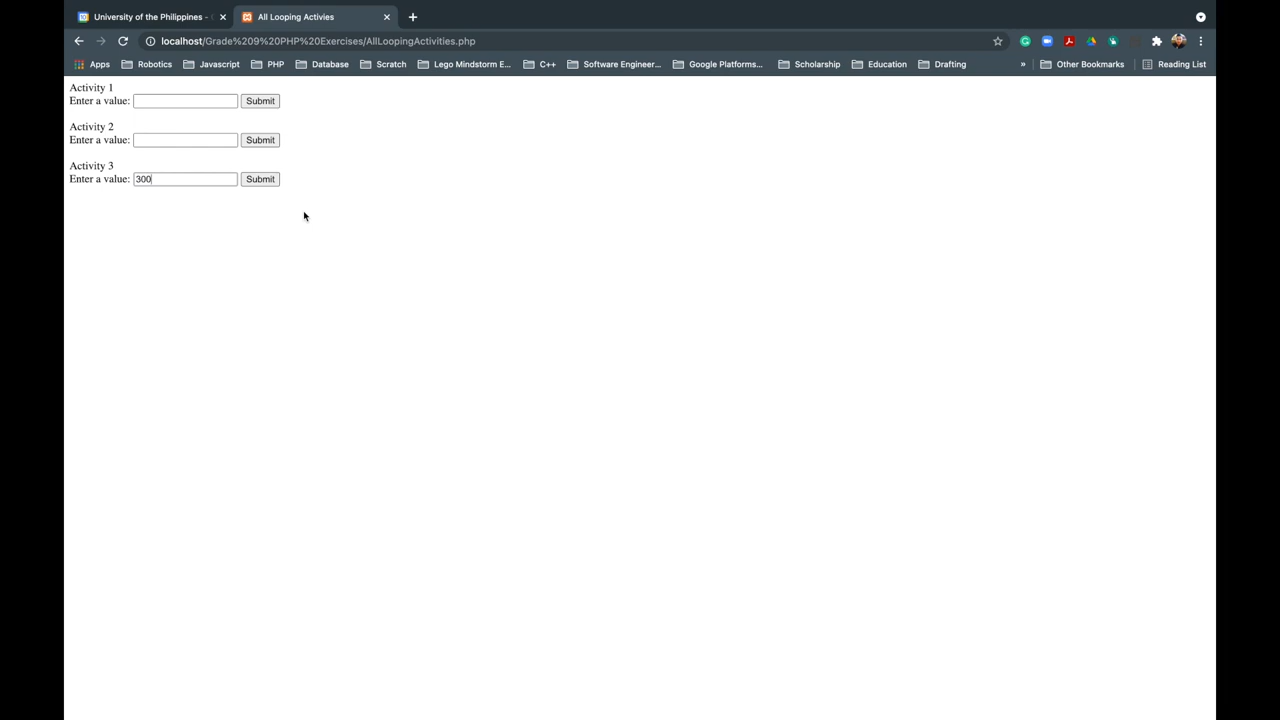 University of the Philippines -
All Looping Activies
localhost/Grade%209%20PHP%20Exercises/AllLoopingActivities.php
Apps Robotics Javascript PHP Database Scratch Lego Mindstorm E... C++ Software Engineer... Google Platforms... Scholarship Education Drafting » Other Bookmarks Reading List
Activity 1
Enter a value: Submit
Activity 2
Enter a value: Submit
Activity 3
Enter a value: 300 Submit